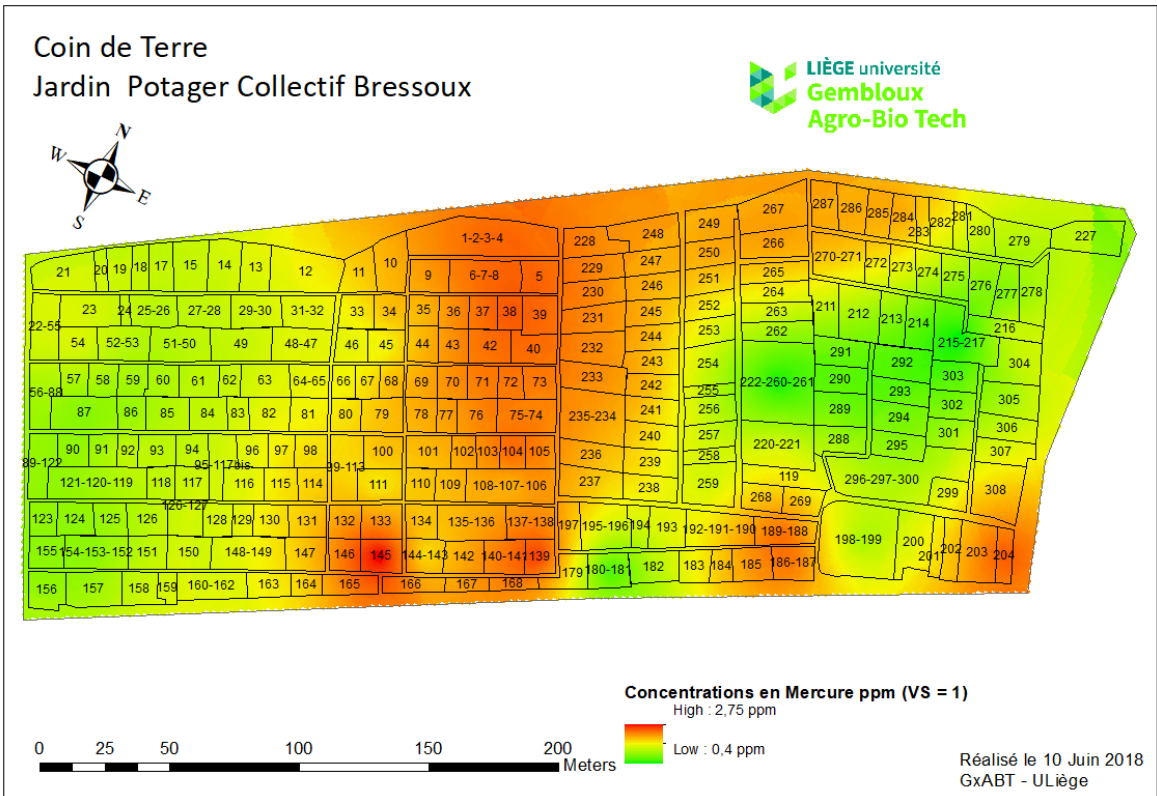 Coin de Terre
Jardin Potager Collectif Bressoux
LIÈGE université
Gembloux
Agro-Bio Tech
N
W
E
S
287 286 285 284 283 282 281 280 279 227
267 249 248 228 1-2-3-4
266 250 247 229
10 11 12 13 14 15 17 18 19 20 21
9 6-7-8 5
265 270-271 272 273 274 275 276 277 278
264 251 246 230
263 252 245 231 211 212 213 214 215-217 216
22-55 23 24 25-26 27-28 29-30 31-32 33 34 35 36 37 38 39
262 253 244 232
54 52-53 51-50 49 48-47 46 45 44 43 42 40
291 292 303 304
254 243 233
56-88 57 58 59 60 61 62 63 64-65 66 67 68 69 70 71 72 73
255 242 222-260-261 290 293 302 305
87 86 85 84 83 82 81 80 79 78 77 76 75-74
235-234 241 256 289 294 301 306
240 257 220-221 288 295 307
89-122 90 91 92 93 94 95-117bis 96 97 98 99-113 100 101 102 103 104 105
236 239 258
121-120-119 118 117 116 115 114 111 110 109 108-107-106
237 238 259 119 296-297-300 299 308
268 269
126-127
123 124 125 126 128 129 130 131 132 133 134 135-136 137-138
197 195-196 194 193 192-191-190 189-188 198-199 200 201 202 203 204
155 154-153-152 151 150 148-149 147 146 145 144-143 142 140-141 139
179 180-181 182 183 184 185 186-187
156 157 158 159 160-162 163 164 165 166 167 168
Concentrations en Mercure ppm (VS = 1)
High : 2,75 ppm
Low : 0,4 ppm
0 25 50 100 150 200
Meters
Réalisé le 10 Juin 2018
GxABT - ULiège